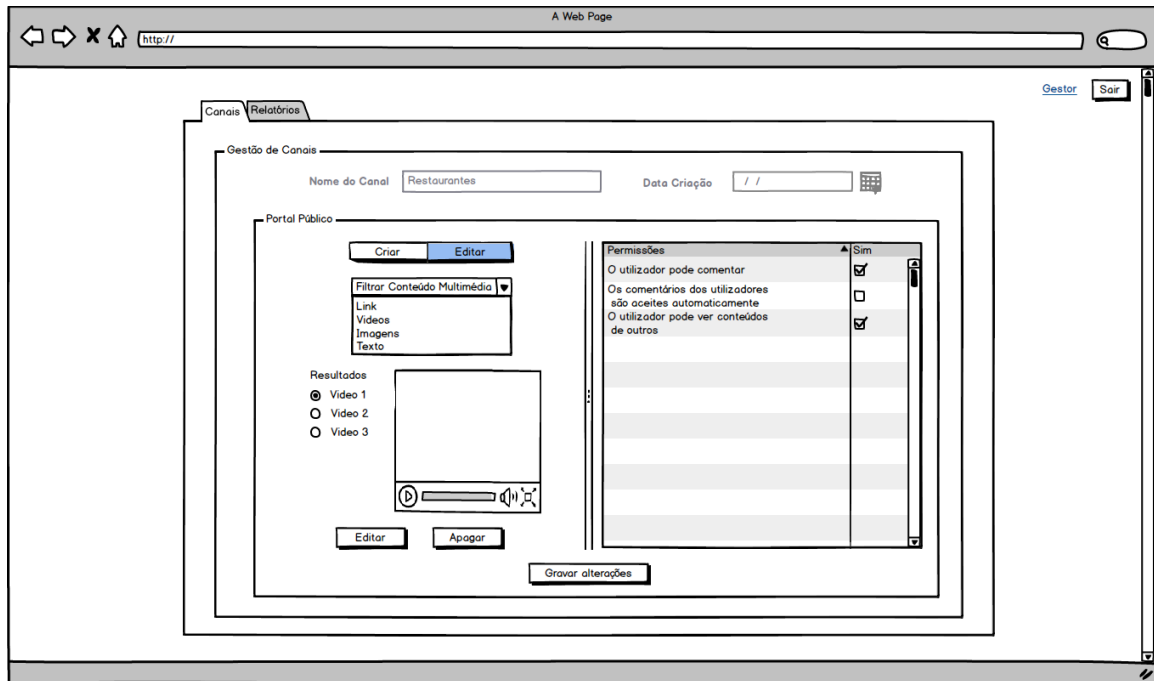 A Web Page
http://
Gestor
Sair
Canais
Relatórios
Gestão de Canais
Nome do Canal
Restaurantes
Data Criação
/ /
Portal Público
Criar
Editar
Filtrar Conteúdo Multimédia
Link
Videos
Imagens
Texto
Resultados
Video 1
Video 2
Video 3
Editar
Apagar
Permissões
Sim
O utilizador pode comentar
Os comentários dos utilizadores
são aceites automaticamente
O utilizador pode ver conteúdos
de outros
Gravar alterações